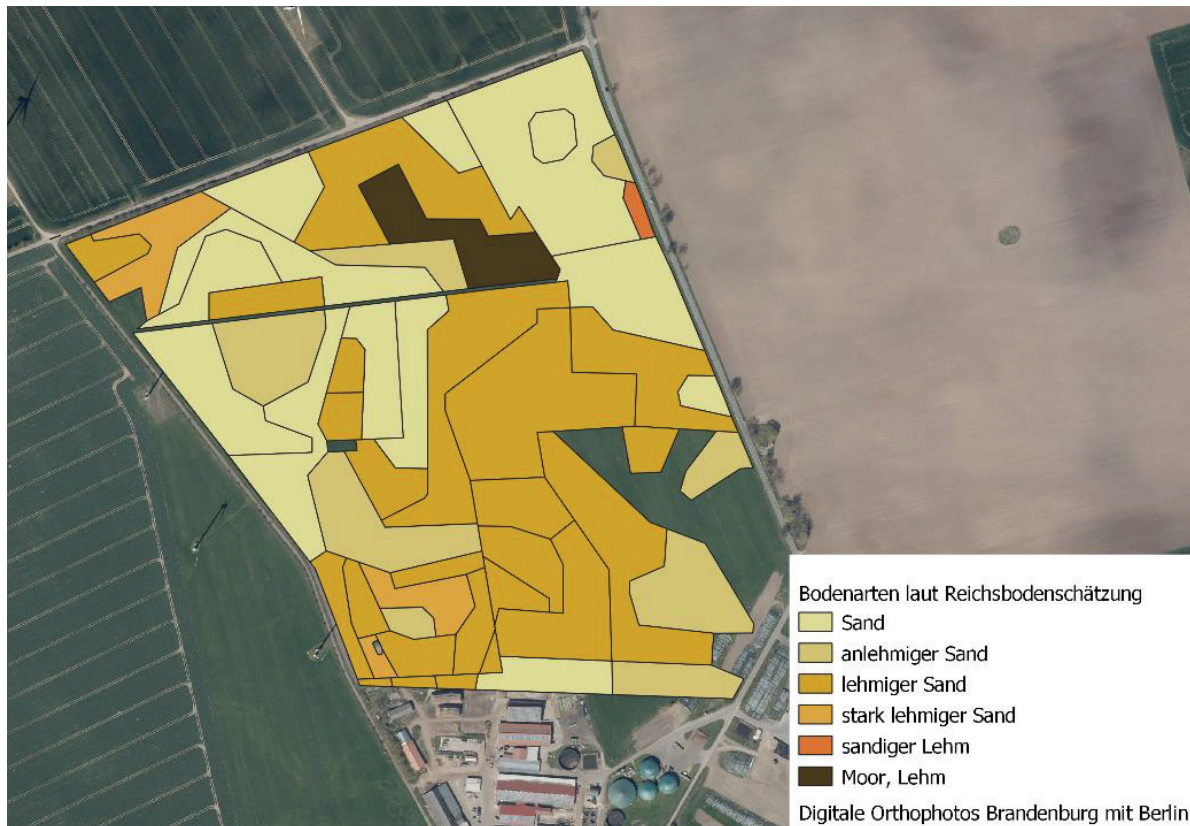 Bodenarten laut Reichsbodenschätzung
Sand
anlehmiger Sand
lehmiger Sand
stark lehmiger Sand
sandiger Lehm
Moor, Lehm
Digitale Orthophotos Brandenburg mit Berlin